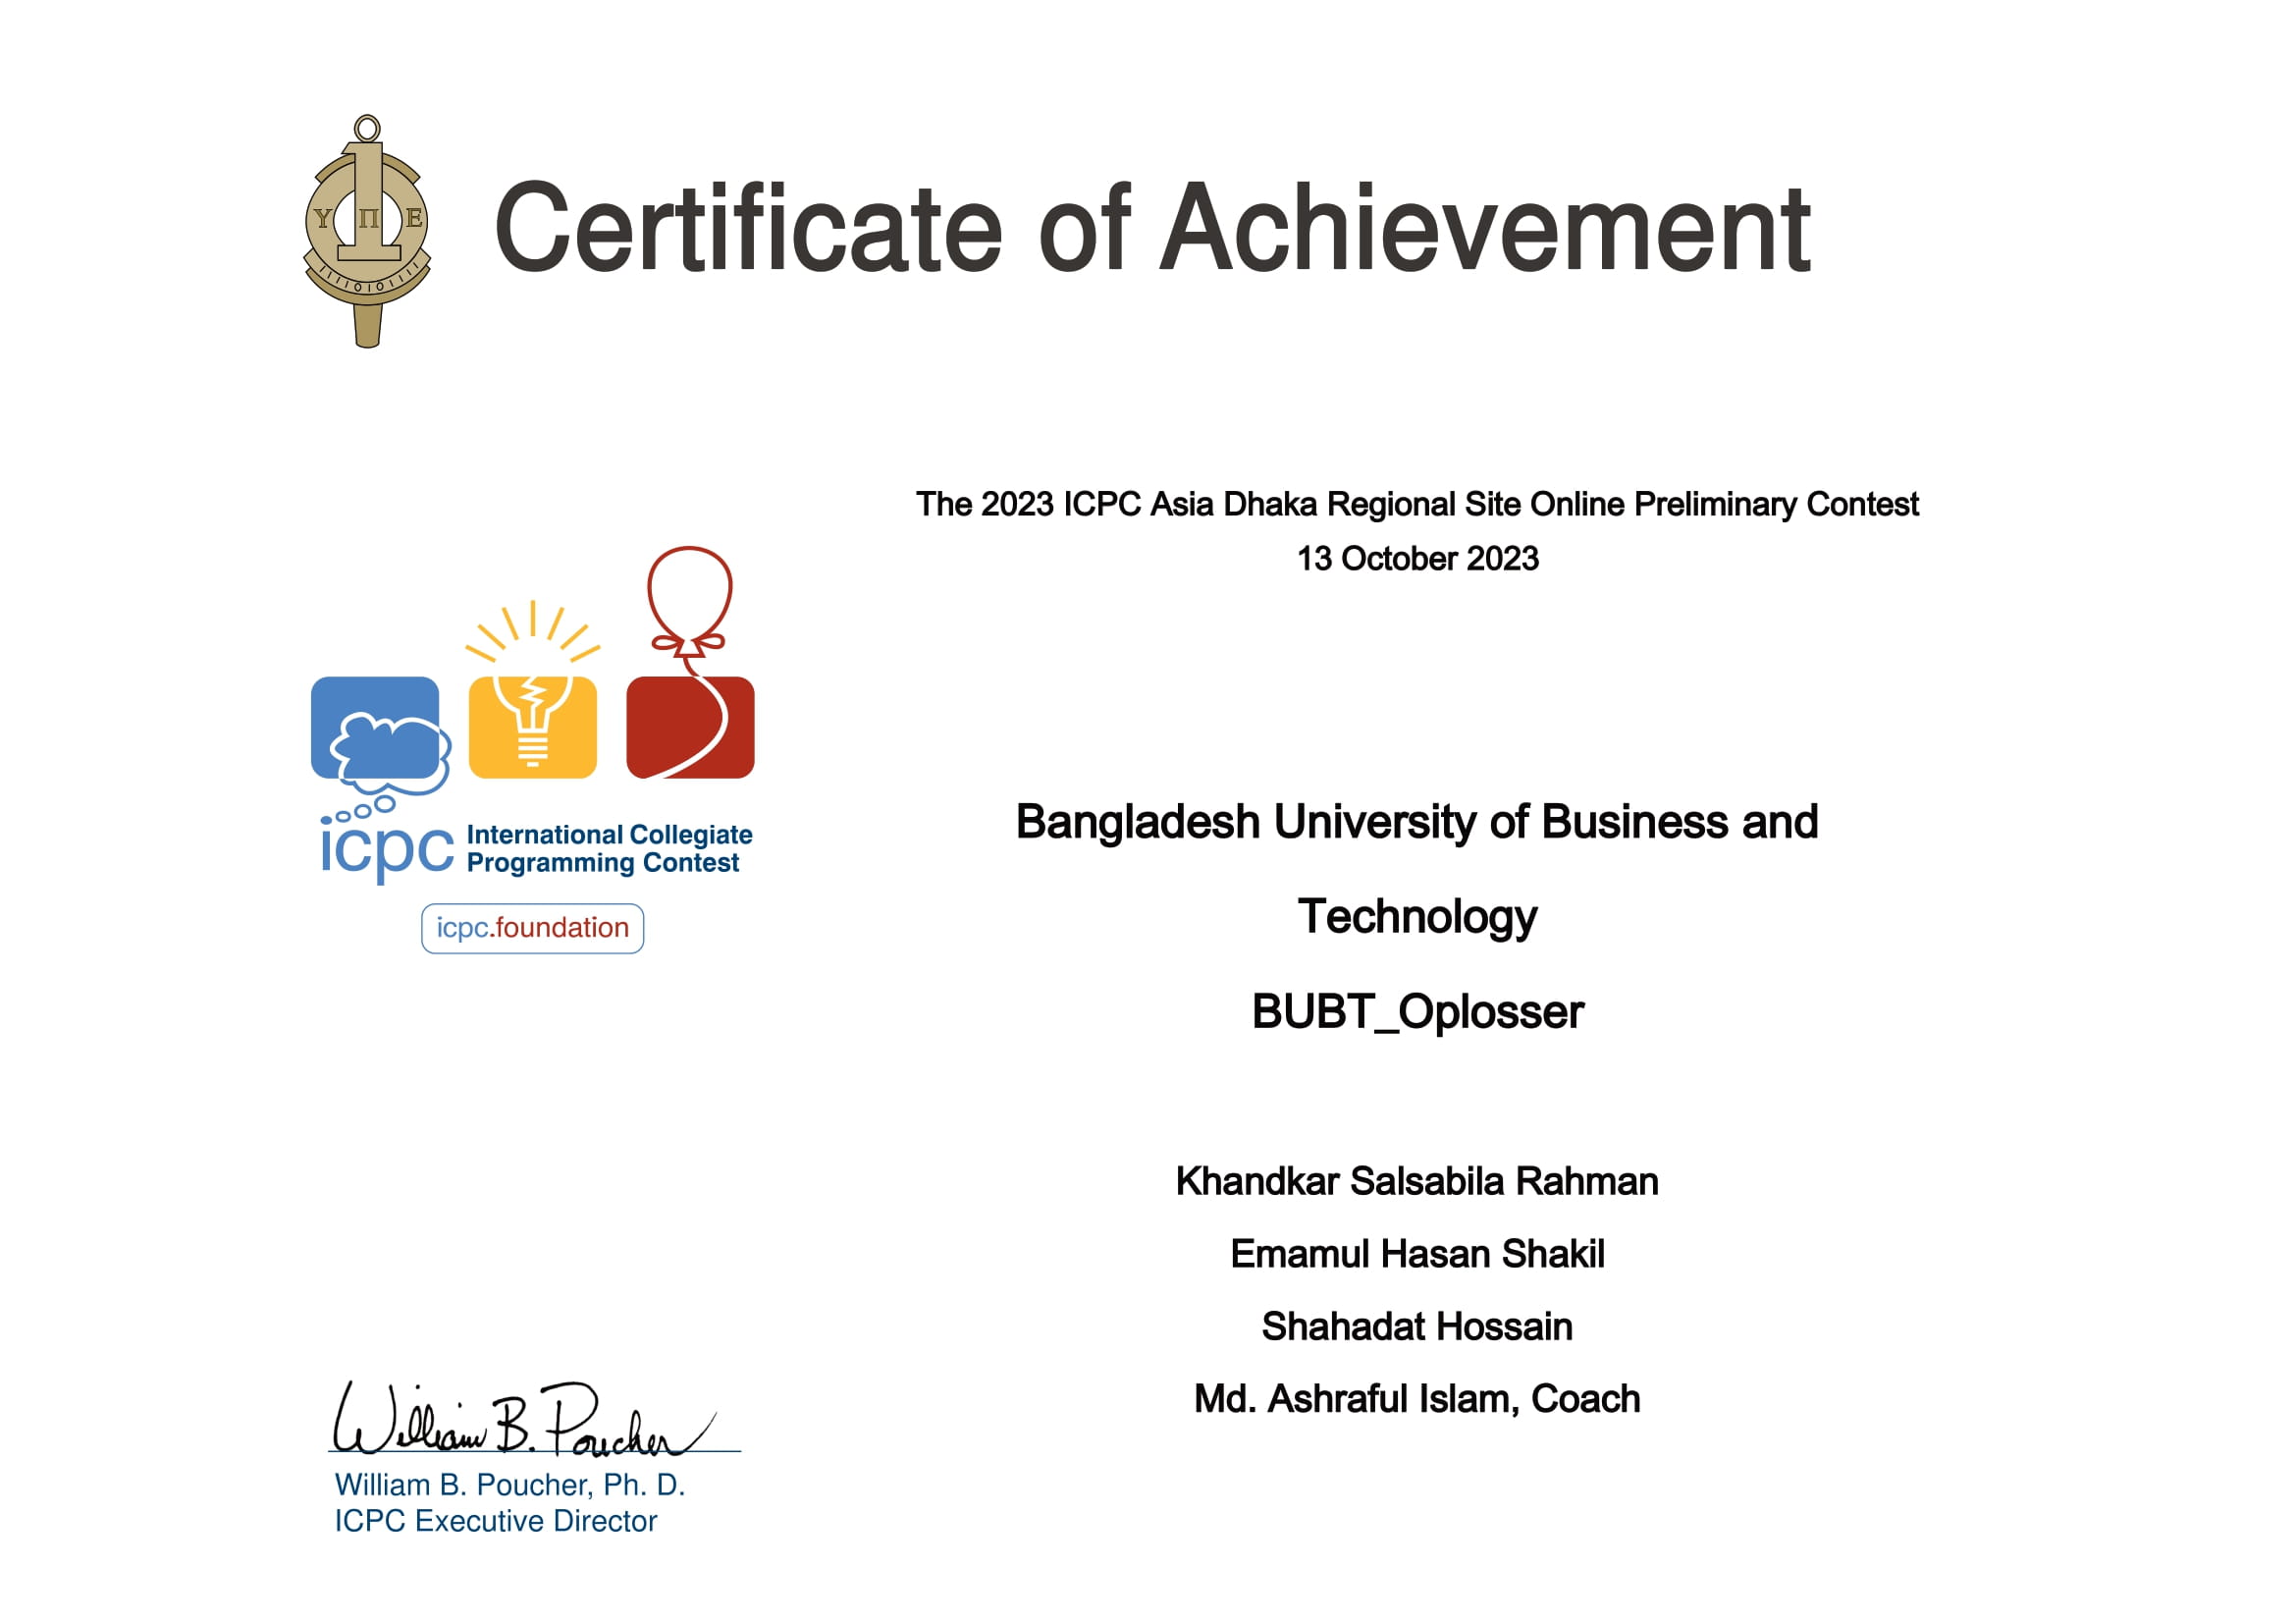 Certificate of Achievement
Υ Π Ε
The 2023 ICPC Asia Dhaka Regional Site Online Preliminary Contest
13 October 2023
icpc International Collegiate
Programming Contest
icpc.foundation
Bangladesh University of Business and
Technology
BUBT_Oplosser
Khandkar Salsabila Rahman
Emamul Hasan Shakil
Shahadat Hossain
Md. Ashraful Islam, Coach
William B. Poucher
William B. Poucher, Ph. D.
ICPC Executive Director